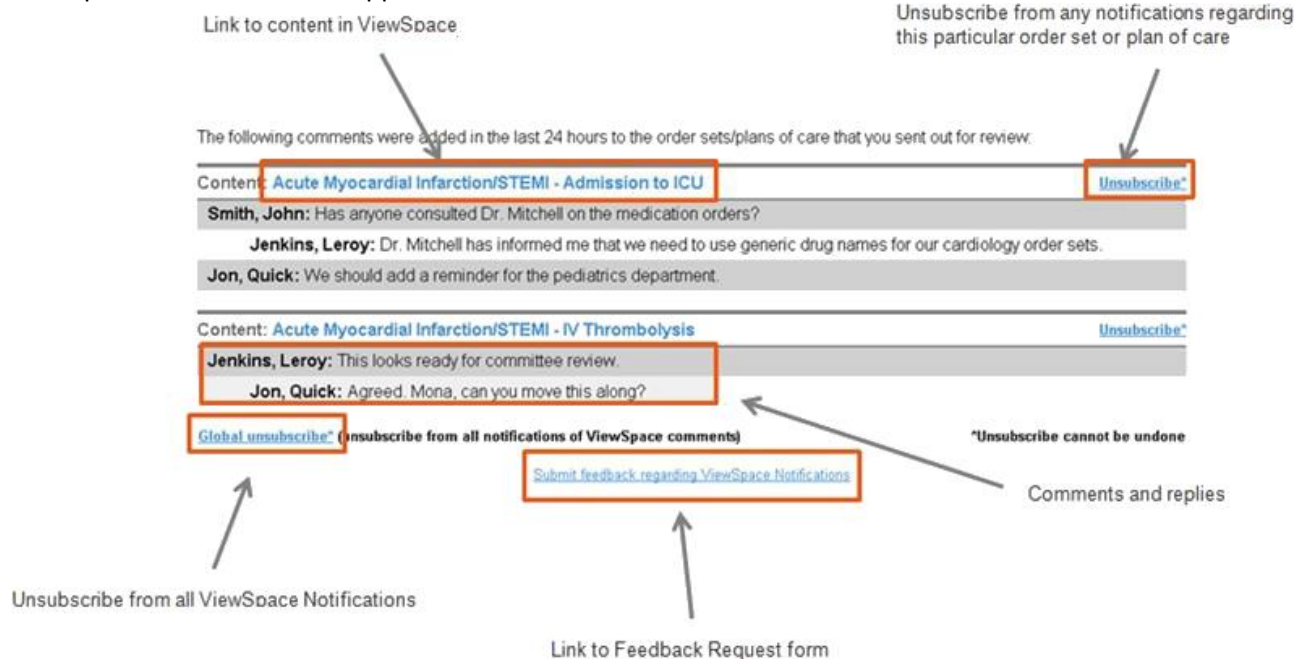 Link to content in ViewSpace
Unsubscribe from any notifications regarding
this particular order set or plan of care
The following comments were added in the last 24 hours to the order sets/plans of care that you sent out for review:
Content: Acute Myocardial Infarction/STEMI - Admission to ICU Unsubscribe*
Smith, John: Has anyone consulted Dr. Mitchell on the medication orders?
Jenkins, Leroy: Dr. Mitchell has informed me that we need to use generic drug names for our cardiology order sets.
Jon, Quick: We should add a reminder for the pediatrics department.
Content: Acute Myocardial Infarction/STEMI - IV Thrombolysis Unsubscribe*
Jenkins, Leroy: This looks ready for committee review.
Jon, Quick: Agreed. Mona, can you move this along?
Global unsubscribe* (unsubscribe from all notifications of ViewSpace comments) *Unsubscribe cannot be undone
Submit feedback regarding ViewSpace Notifications
Comments and replies
Unsubscribe from all ViewSpace Notifications
Link to Feedback Request form